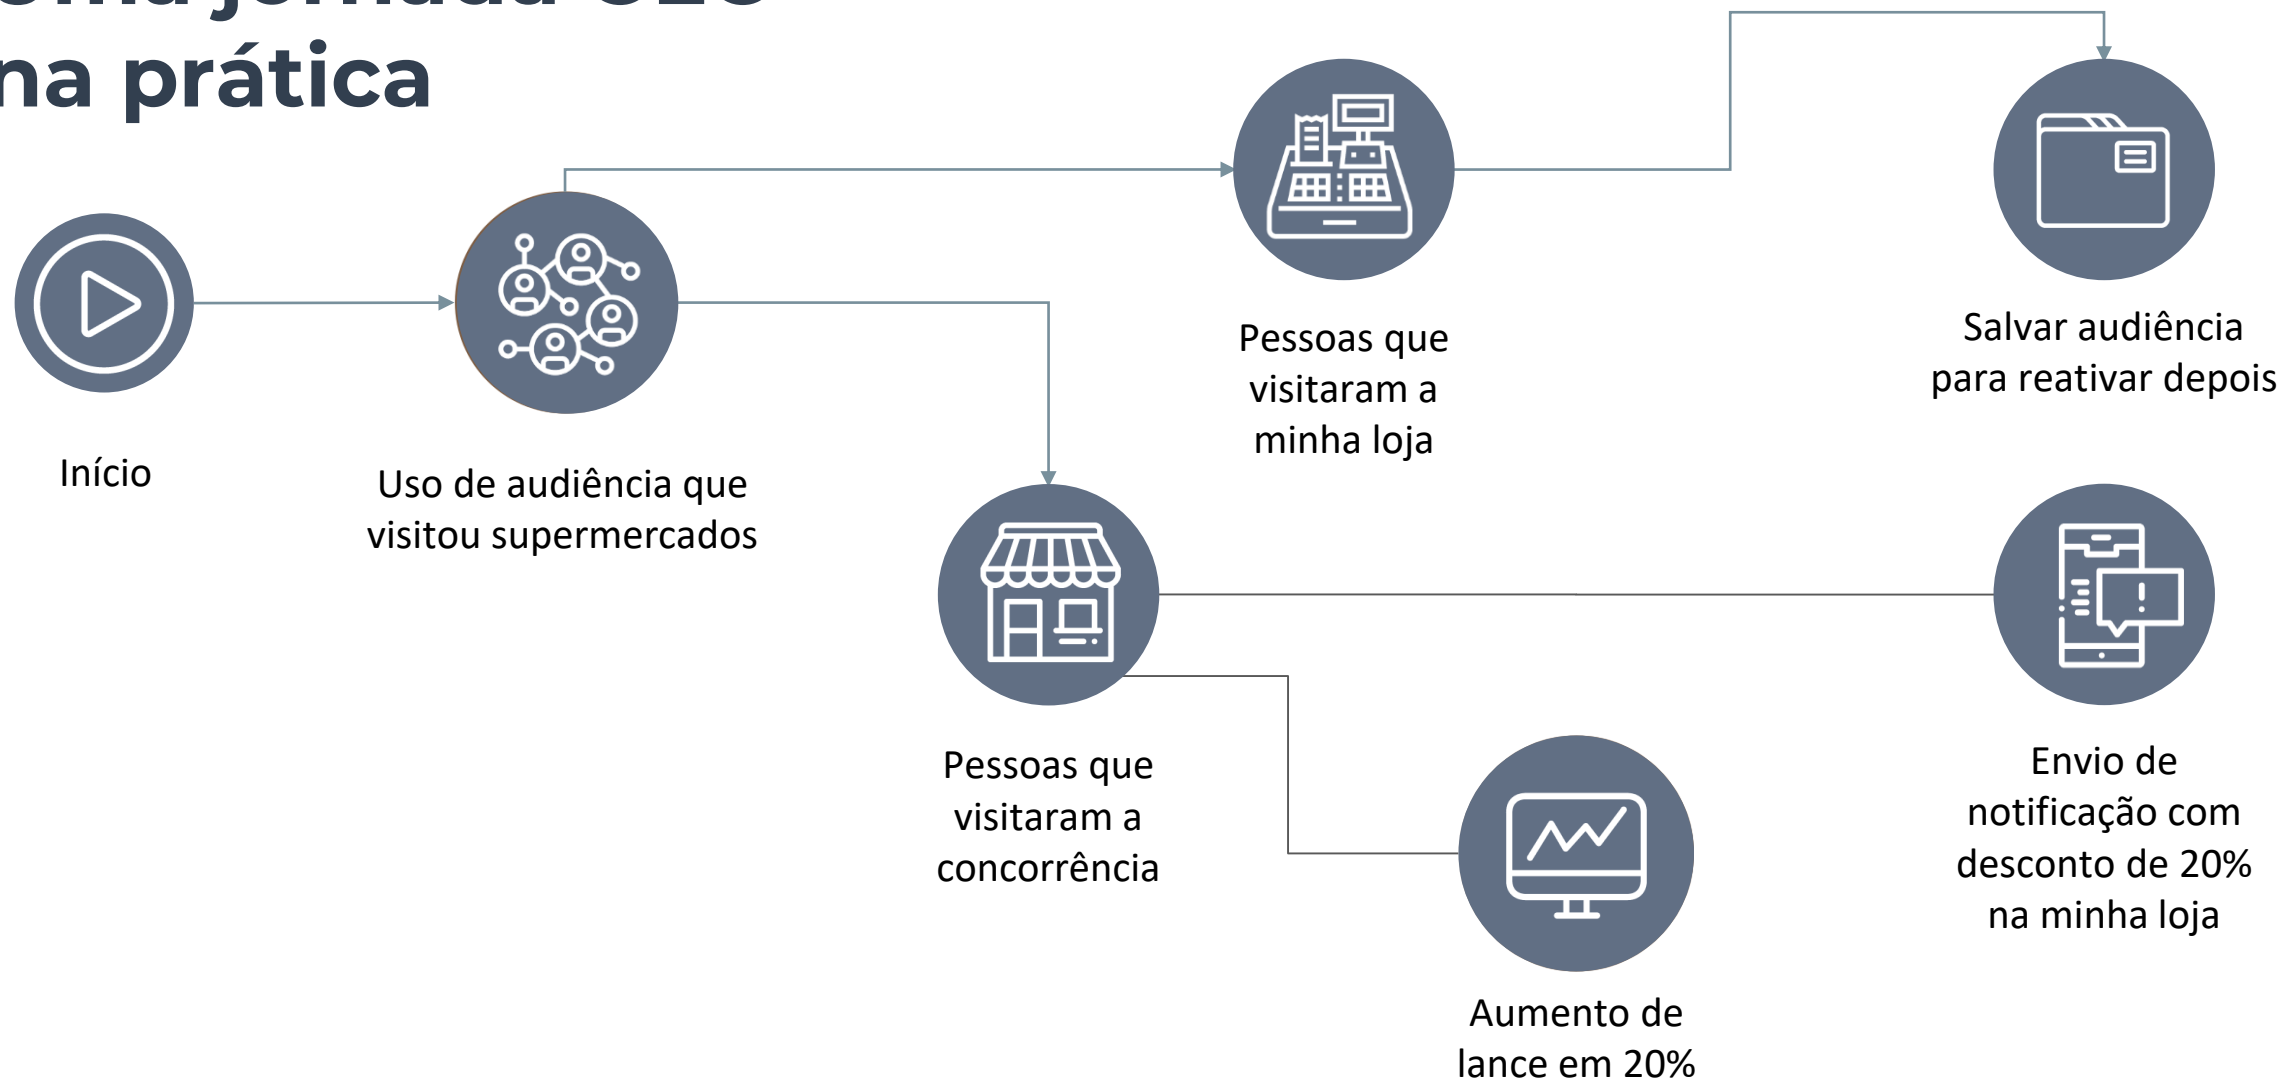 na prática
Início
Uso de audiência que
visitou supermercados
Pessoas que
visitaram a
minha loja
Salvar audiência
para reativar depois
Pessoas que
visitaram a
concorrência
Aumento de
lance em 20%
Envio de
notificação com
desconto de 20%
na minha loja